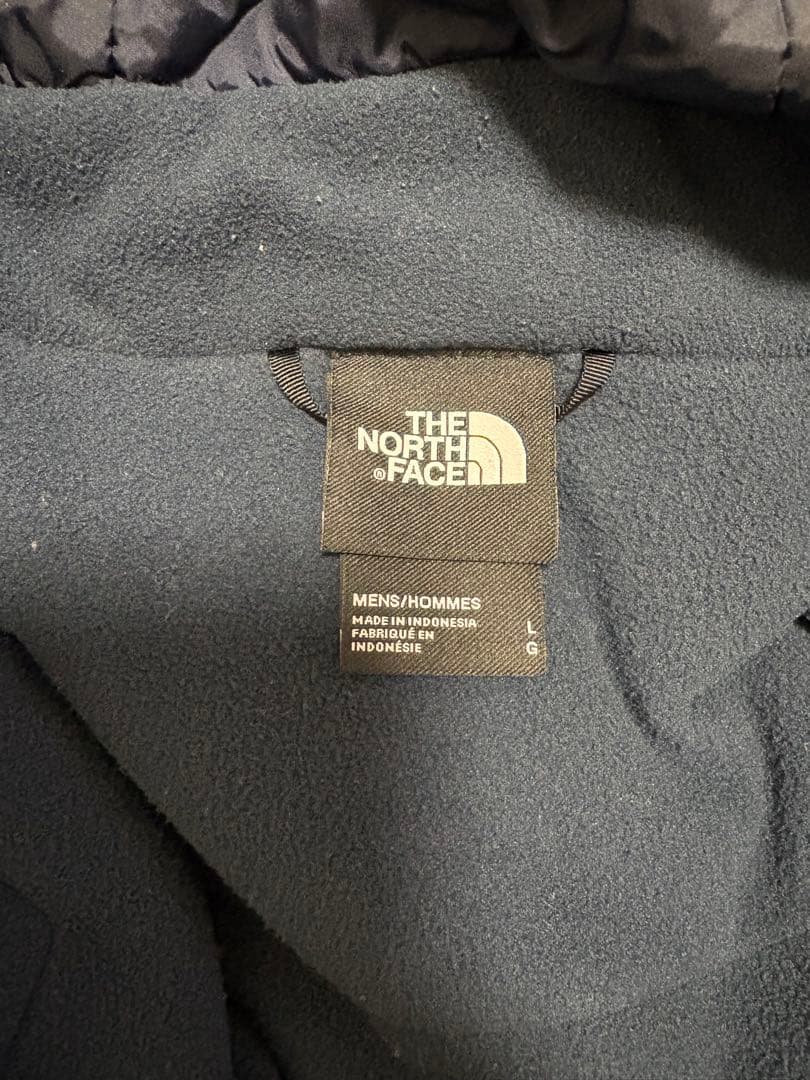 THE
NORTH
®FACE
MENS/HOMMES
MADE IN INDONESIA L
FABRIQUÉ EN
INDONÉSIE G